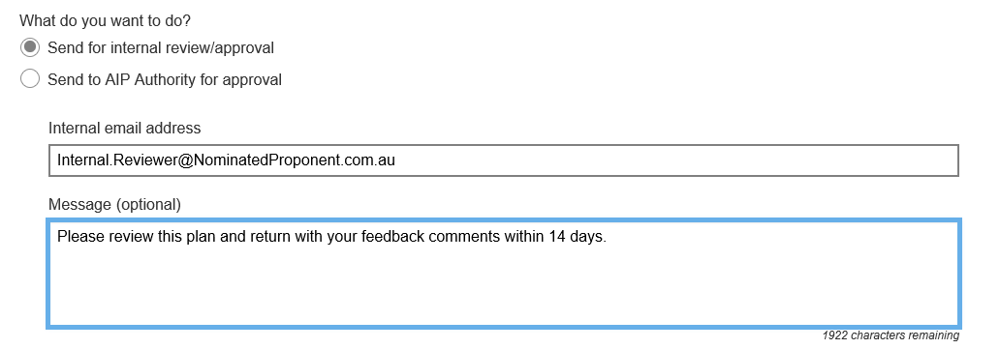 What do you want to do?
Send for internal review/approval
Send to AIP Authority for approval
Internal email address
Internal.Reviewer@NominatedProponent.com.au
Message (optional)
Please review this plan and return with your feedback comments within 14 days.
1922 characters remaining